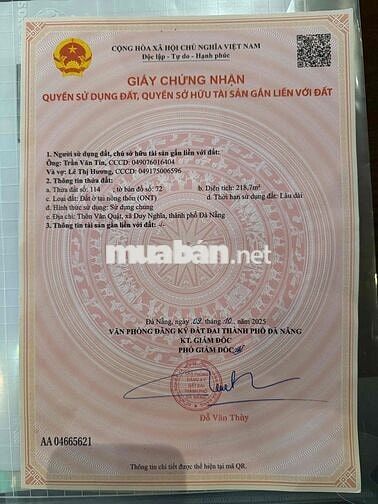 CỘNG HÒA XÃ HỘI CHỦ NGHĨA VIỆT NAM
Độc lập - Tự do - Hạnh phúc
GIẤY CHỨNG NHẬN
QUYỀN SỬ DỤNG ĐẤT, QUYỀN SỞ HỮU TÀI SẢN GẮN LIỀN VỚI ĐẤT
1. Người sử dụng đất, chủ sở hữu tài sản gắn liền với đất:
Ông: Trần Văn Tín, CCCD: 049076016404
Và vợ: Lê Thị Hương, CCCD: 049175006596
2. Thông tin thửa đất:
a. Thửa đất số: 114 ; tờ bản đồ số: 72 b. Diện tích: 218.7m²
c. Loại đất: Đất ở tại nông thôn (ONT) d. Thời hạn sử dụng đất: Lâu dài
đ. Hình thức sử dụng: Sử dụng chung
e. Địa chỉ: Thôn Vân Quật, xã Duy Nghĩa, thành phố Đà Nẵng
3. Thông tin tài sản gắn liền với đất: -/-
muaban.net
Đà Nẵng, ngày 03 tháng 10 năm 2025
VĂN PHÒNG ĐĂNG KÝ ĐẤT ĐAI THÀNH PHỐ ĐÀ NẴNG
KT. GIÁM ĐỐC
PHÓ GIÁM ĐỐC
Đỗ Văn Thủy
AA 04665621
Thông tin chi tiết được thể hiện tại mã QR.